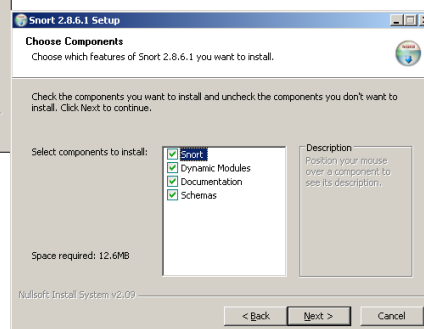 Snort 2.8.6.1 Setup
Choose Components
Choose which features of Snort 2.8.6.1 you want to install.
Check the components you want to install and uncheck the components you don't want to
install. Click Next to continue.
Select components to install:
Snort
Dynamic Modules
Documentation
Schemas
Description
Position your mouse
over a component to
see its description.
Space required: 12.6MB
Nullsoft Install System v2.09
< Back
Next >
Cancel